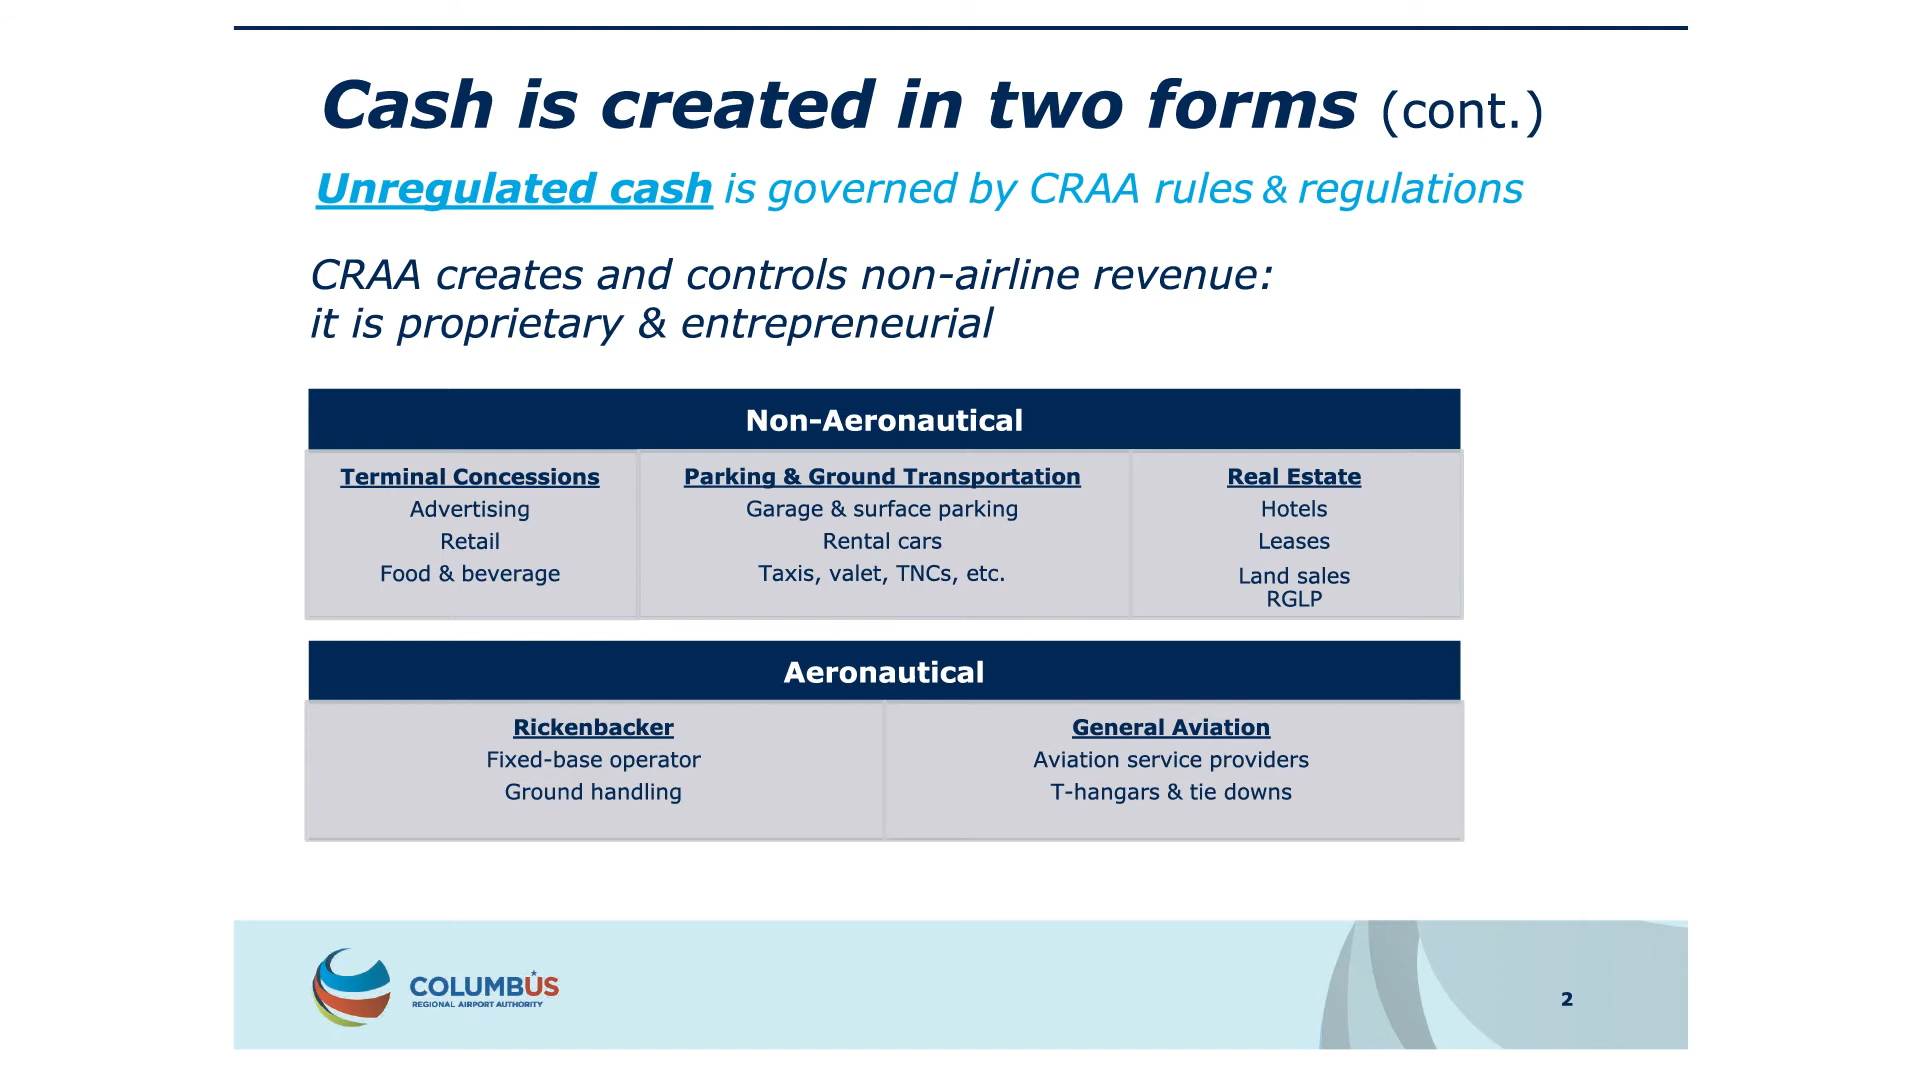 Cash is created in two forms (cont.)
Unregulated cash is governed by CRAA rules & regulations
CRAA creates and controls non-airline revenue:
it is proprietary & entrepreneurial
Non-Aeronautical
Terminal Concessions
Advertising
Retail
Food & beverage
Parking & Ground Transportation
Garage & surface parking
Rental cars
Taxis, valet, TNCs, etc.
Real Estate
Hotels
Leases
Land sales
RGLP
Aeronautical
Rickenbacker
Fixed-base operator
Ground handling
General Aviation
Aviation service providers
T-hangars & tie downs
COLUMBUS
REGIONAL AIRPORT AUTHORITY
2